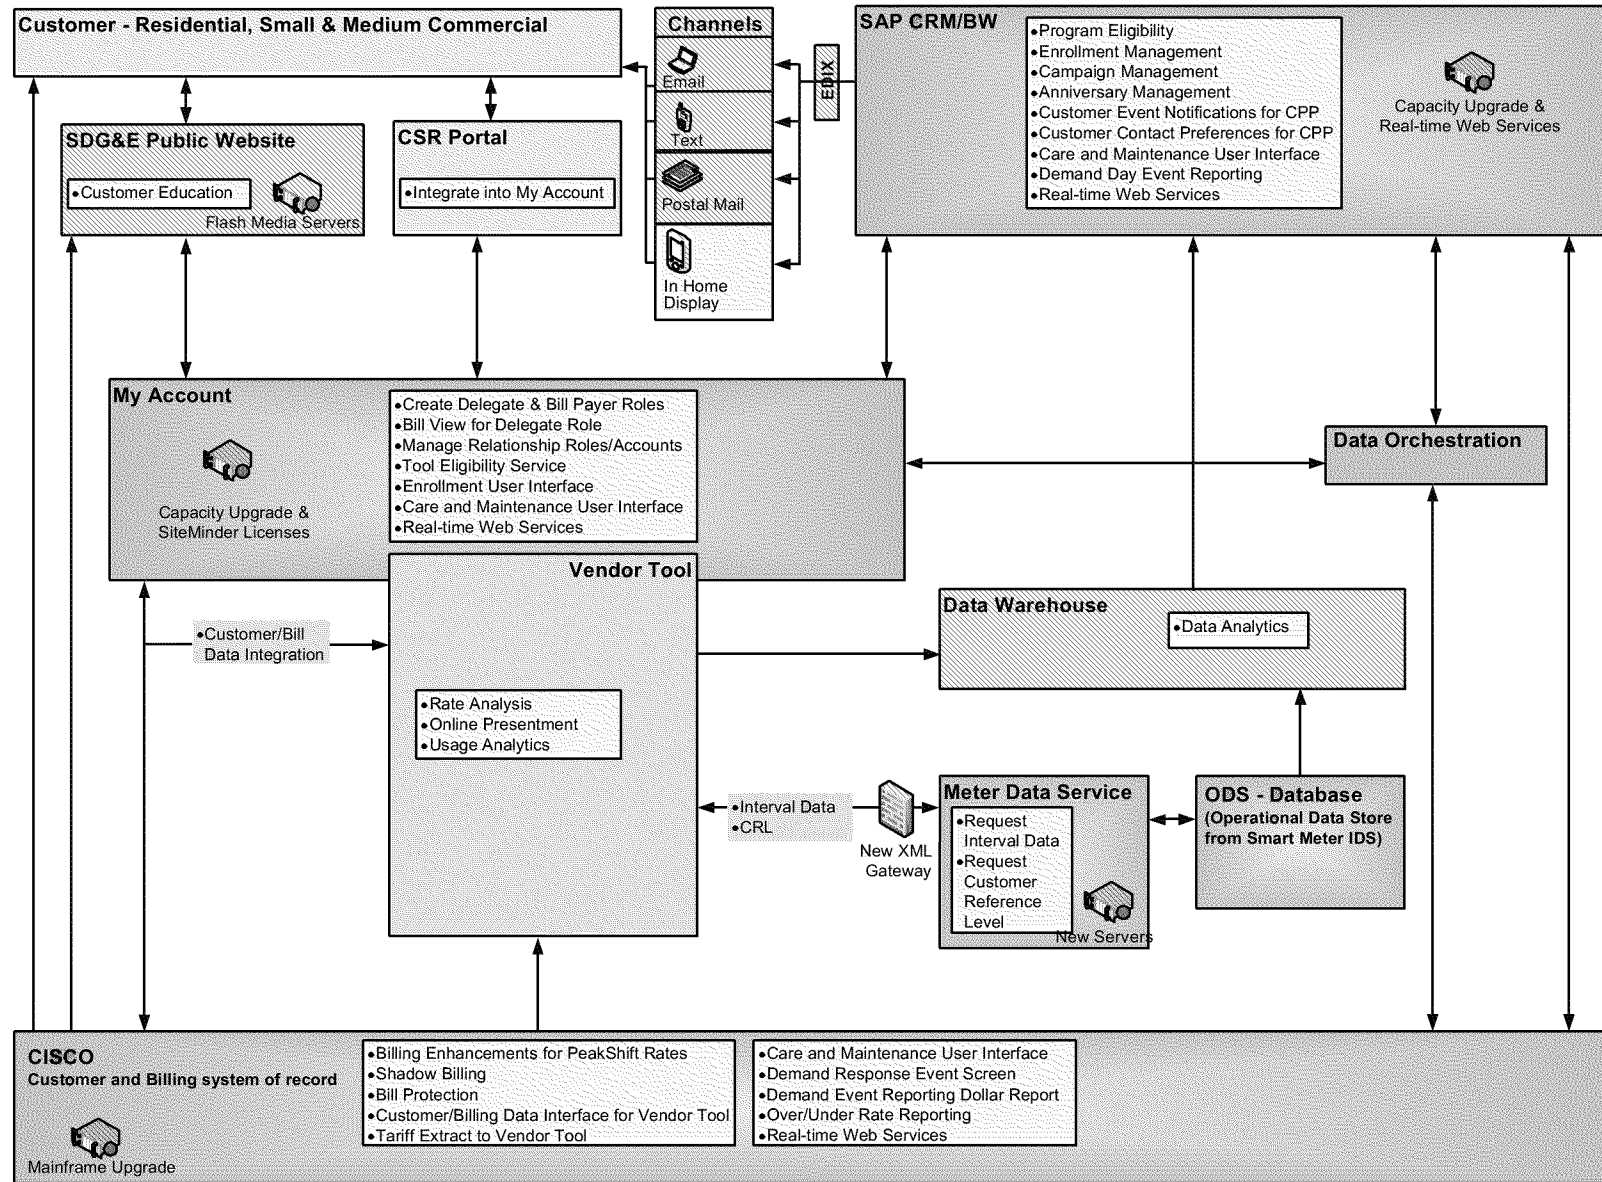 Customer - Residential, Small & Medium Commercial
Channels
Email
Text
Postal Mail
In Home
Display
EDIX
SAP CRM/BW
•Program Eligibility
•Enrollment Management
•Campaign Management
•Anniversary Management
•Customer Event Notifications for CPP
•Customer Contact Preferences for CPP
•Care and Maintenance User Interface
•Demand Day Event Reporting
•Real-time Web Services
Capacity Upgrade &
Real-time Web Services
SDG&E Public Website
•Customer Education
Flash Media Servers
CSR Portal
•Integrate into My Account
My Account
Capacity Upgrade &
SiteMinder Licenses
•Create Delegate & Bill Payer Roles
•Bill View for Delegate Role
•Manage Relationship Roles/Accounts
•Tool Eligibility Service
•Enrollment User Interface
•Care and Maintenance User Interface
•Real-time Web Services
Data Orchestration
Vendor Tool
•Customer/Bill
Data Integration
•Rate Analysis
•Online Presentment
•Usage Analytics
Data Warehouse
•Data Analytics
•Interval Data
•CRL
New XML
Gateway
Meter Data Service
•Request
Interval Data
•Request
Customer
Reference
Level
New Servers
ODS - Database
(Operational Data Store
from Smart Meter IDS)
CISCO
Customer and Billing system of record
Mainframe Upgrade
•Billing Enhancements for PeakShift Rates
•Shadow Billing
•Bill Protection
•Customer/Billing Data Interface for Vendor Tool
•Tariff Extract to Vendor Tool
•Care and Maintenance User Interface
•Demand Response Event Screen
•Demand Event Reporting Dollar Report
•Over/Under Rate Reporting
•Real-time Web Services